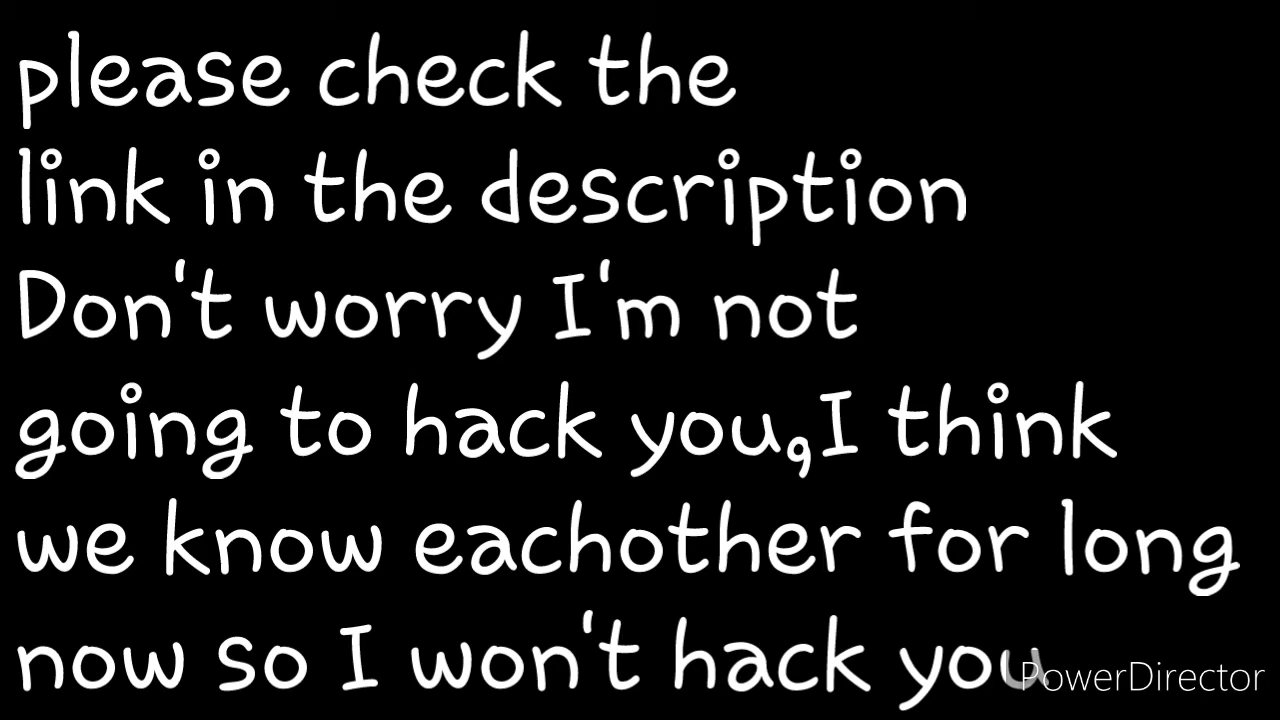 please check the
link in the description
Don't worry I'm not
going to hack you,I think
we know eachother for long
now so I won't hack you
PowerDirector